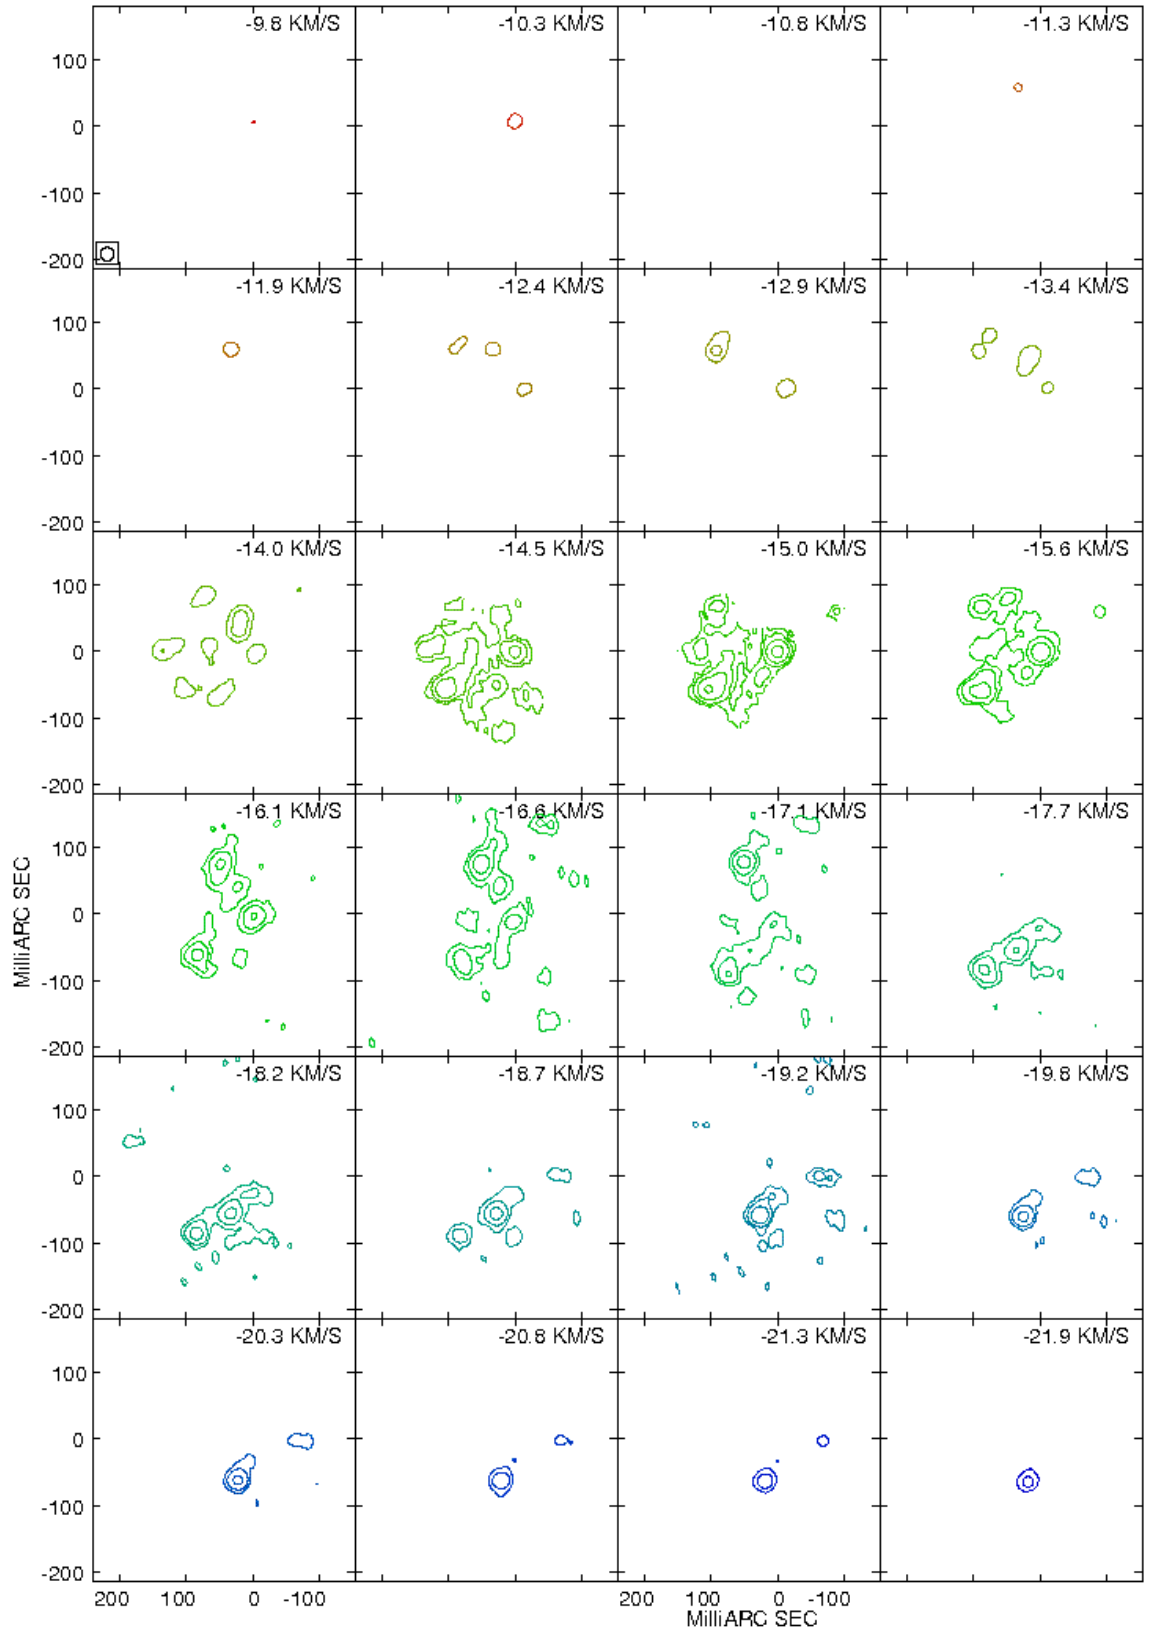 -9.8 KM/S -10.3 KM/S -10.8 KM/S -11.3 KM/S
100
0
-100
-200
-11.9 KM/S -12.4 KM/S -12.9 KM/S -13.4 KM/S
100
0
-100
-200
-14.0 KM/S -14.5 KM/S -15.0 KM/S -15.6 KM/S
100
0
-100
-200
-16.1 KM/S -16.6 KM/S -17.1 KM/S -17.7 KM/S
100
MilliARC SEC
0
-100
-200
-18.2 KM/S -18.7 KM/S -19.2 KM/S -19.8 KM/S
100
0
-100
-200
-20.3 KM/S -20.8 KM/S -21.3 KM/S -21.9 KM/S
100
0
-100
-200
200 100 0 -100 200 100 0 -100
MilliARC SEC